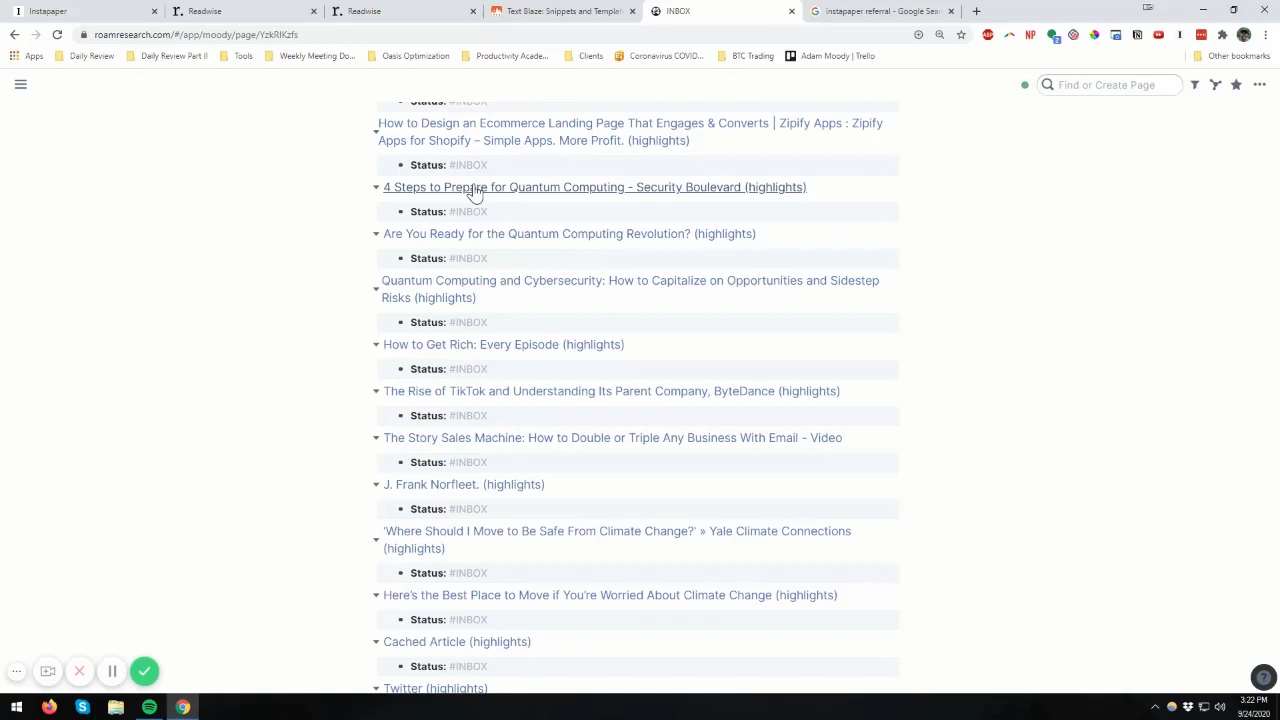 Instapaper
Readwise
Readwise
Text Blaze: Snippets and Template
INBOX
instapaper referral - Google Sea
roamresearch.com/#/app/moody/page/YzkRlKzfs
Apps
Daily Review
Daily Review Part II
Tools
Weekly Meeting Do...
Oasis Optimization
Productivity Acade...
Clients
Coronavirus COVID...
BTC Trading
Adam Moody | Trello
Other bookmarks
Find or Create Page
Status: #INBOX
How to Design an Ecommerce Landing Page That Engages & Converts | Zipify Apps : Zipify
Apps for Shopify – Simple Apps. More Profit. (highlights)
Status: #INBOX
4 Steps to Prepare for Quantum Computing - Security Boulevard (highlights)
Status: #INBOX
Are You Ready for the Quantum Computing Revolution? (highlights)
Status: #INBOX
Quantum Computing and Cybersecurity: How to Capitalize on Opportunities and Sidestep
Risks (highlights)
Status: #INBOX
How to Get Rich: Every Episode (highlights)
Status: #INBOX
The Rise of TikTok and Understanding Its Parent Company, ByteDance (highlights)
Status: #INBOX
The Story Sales Machine: How to Double or Triple Any Business With Email - Video
Status: #INBOX
J. Frank Norfleet. (highlights)
Status: #INBOX
'Where Should I Move to Be Safe From Climate Change?' » Yale Climate Connections
(highlights)
Status: #INBOX
Here's the Best Place to Move if You're Worried About Climate Change (highlights)
Status: #INBOX
Cached Article (highlights)
Status: #INBOX
Twitter (highlights)
3:22 PM
9/24/2020